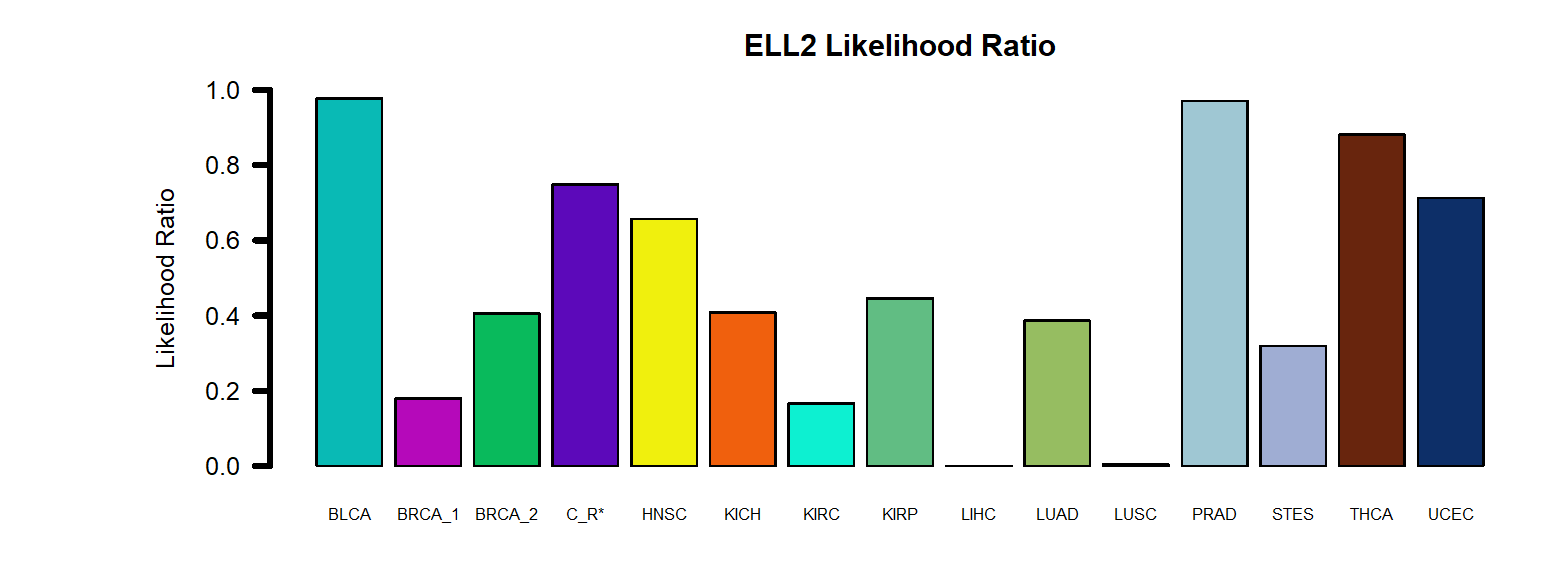 ELL2 Likelihood Ratio
Likelihood Ratio
1.0
0.8
0.6
0.4
0.2
0.0
BLCA BRCA_1 BRCA_2 C_R* HNSC KICH KIRC KIRP LIHC LUAD LUSC PRAD STES THCA UCEC